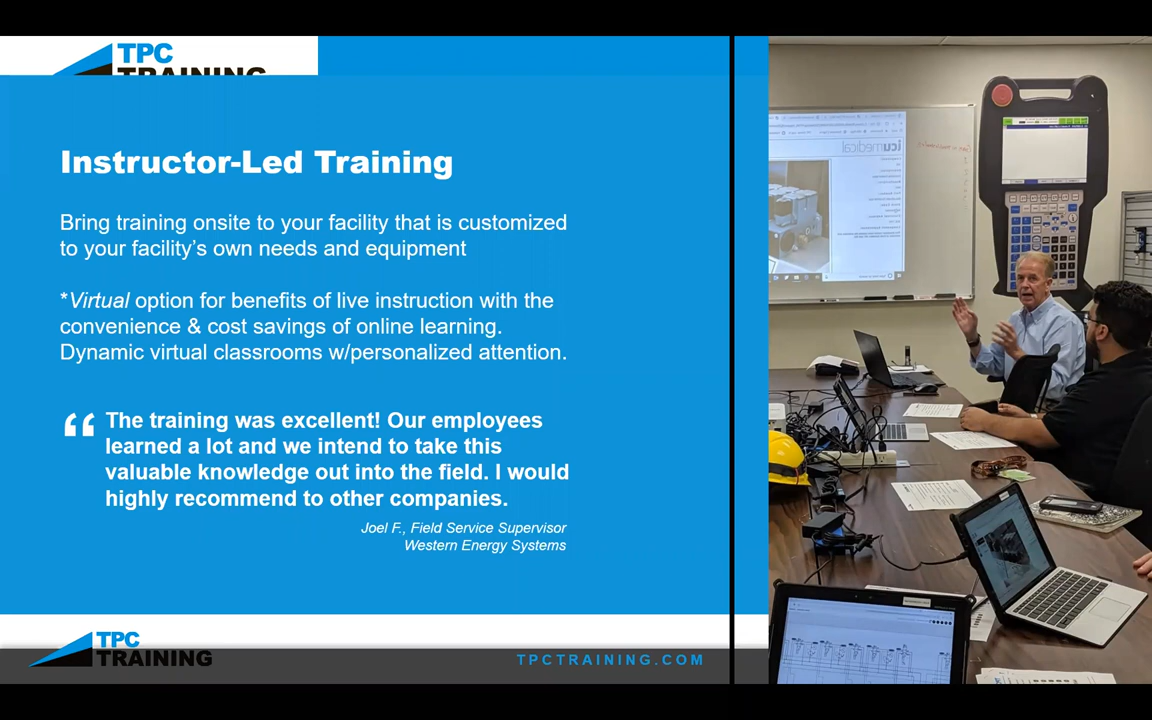 TPC
TRAINING
Instructor-Led Training
Bring training onsite to your facility that is customized
to your facility’s own needs and equipment
*Virtual option for benefits of live instruction with the
convenience & cost savings of online learning.
Dynamic virtual classrooms w/personalized attention.
“ The training was excellent! Our employees
learned a lot and we intend to take this
valuable knowledge out into the field. I would
highly recommend to other companies.
Joel F., Field Service Supervisor
Western Energy Systems
TPC
TRAINING
TPCTRAINING.COM
icumedical